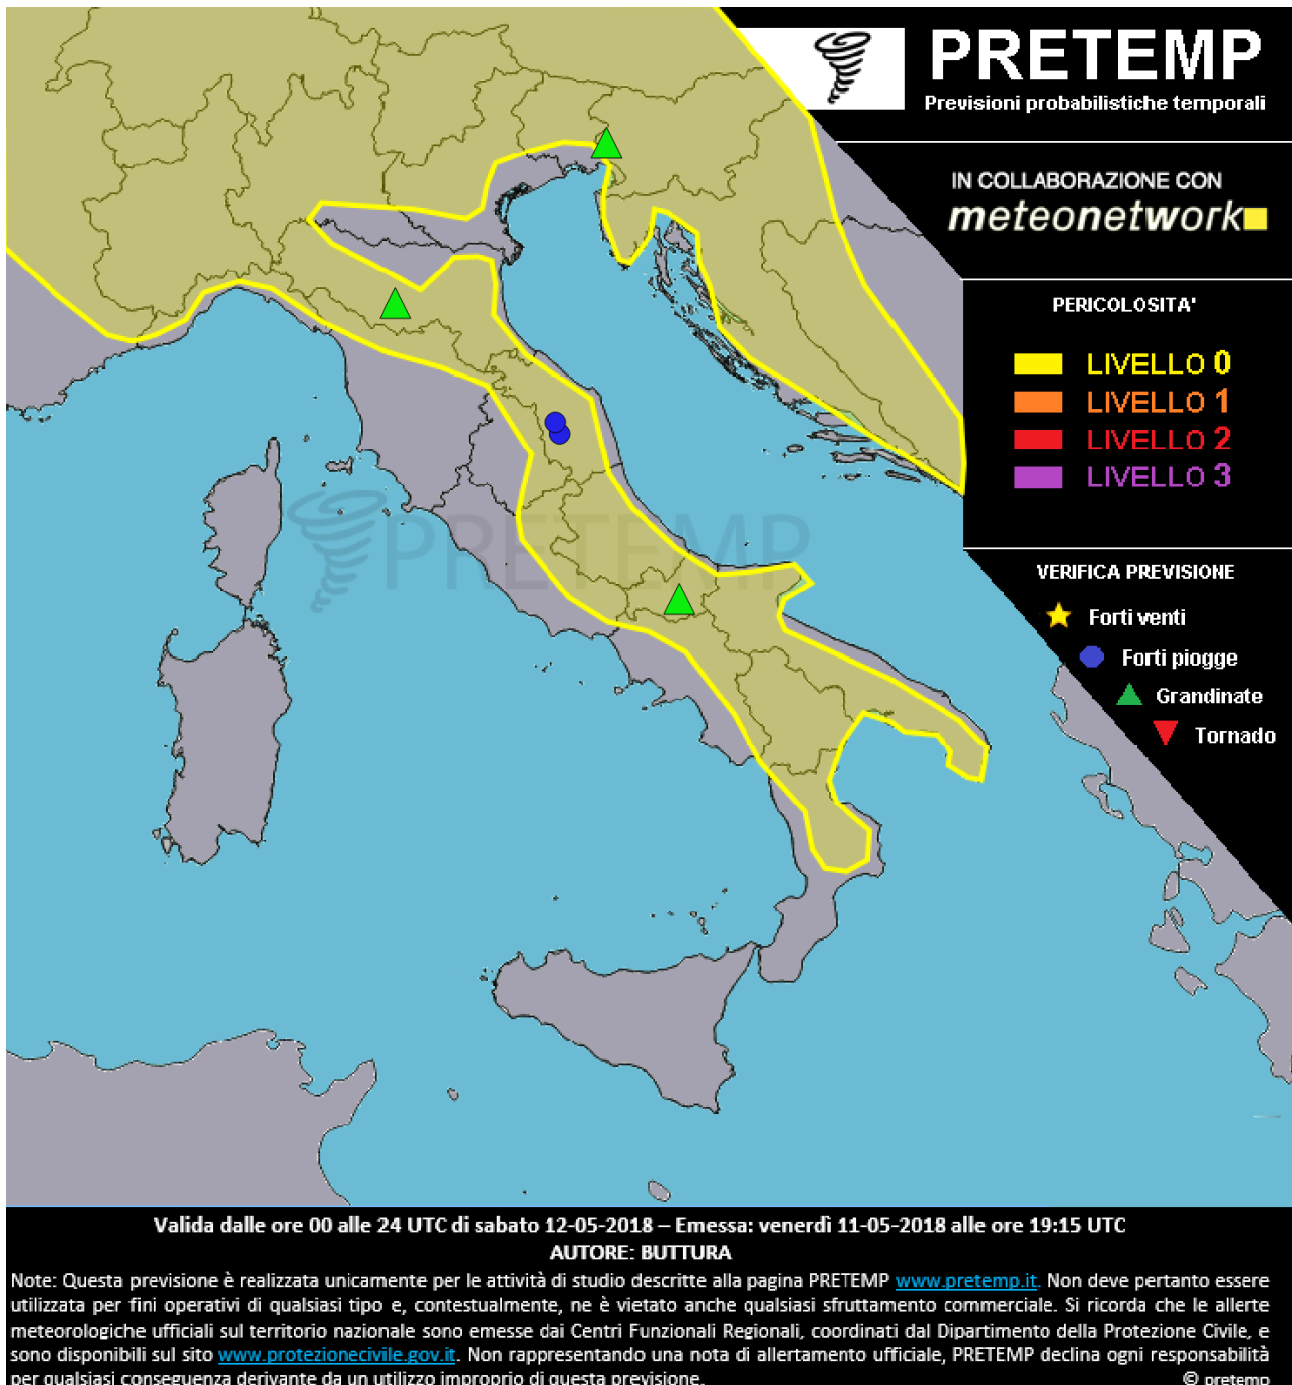 PRETEMP
Previsioni probabilistiche temporali
IN COLLABORAZIONE CON
meteonetwork
PERICOLOSITA'
LIVELLO 0
LIVELLO 1
LIVELLO 2
LIVELLO 3
PRETEMP
VERIFICA PREVISIONE
Forti venti
Forti piogge
Grandinate
Tornado
Valida dalle ore 00 alle 24 UTC di sabato 12-05-2018 – Emessa: venerdì 11-05-2018 alle ore 19:15 UTC
AUTORE: BUTTURA
Note: Questa previsione è realizzata unicamente per le attività di studio descritte alla pagina PRETEMP www.pretemp.it. Non deve pertanto essere
utilizzata per fini operativi di qualsiasi tipo e, contestualmente, ne è vietato anche qualsiasi sfruttamento commerciale. Si ricorda che le allerte
meteorologiche ufficiali sul territorio nazionale sono emesse dai Centri Funzionali Regionali, coordinati dal Dipartimento della Protezione Civile, e
sono disponibili sul sito www.protezionecivile.gov.it. Non rappresentando una nota di allertamento ufficiale, PRETEMP declina ogni responsabilità
per qualsiasi conseguenza derivante da un utilizzo improprio di questa previsione. © pretemp